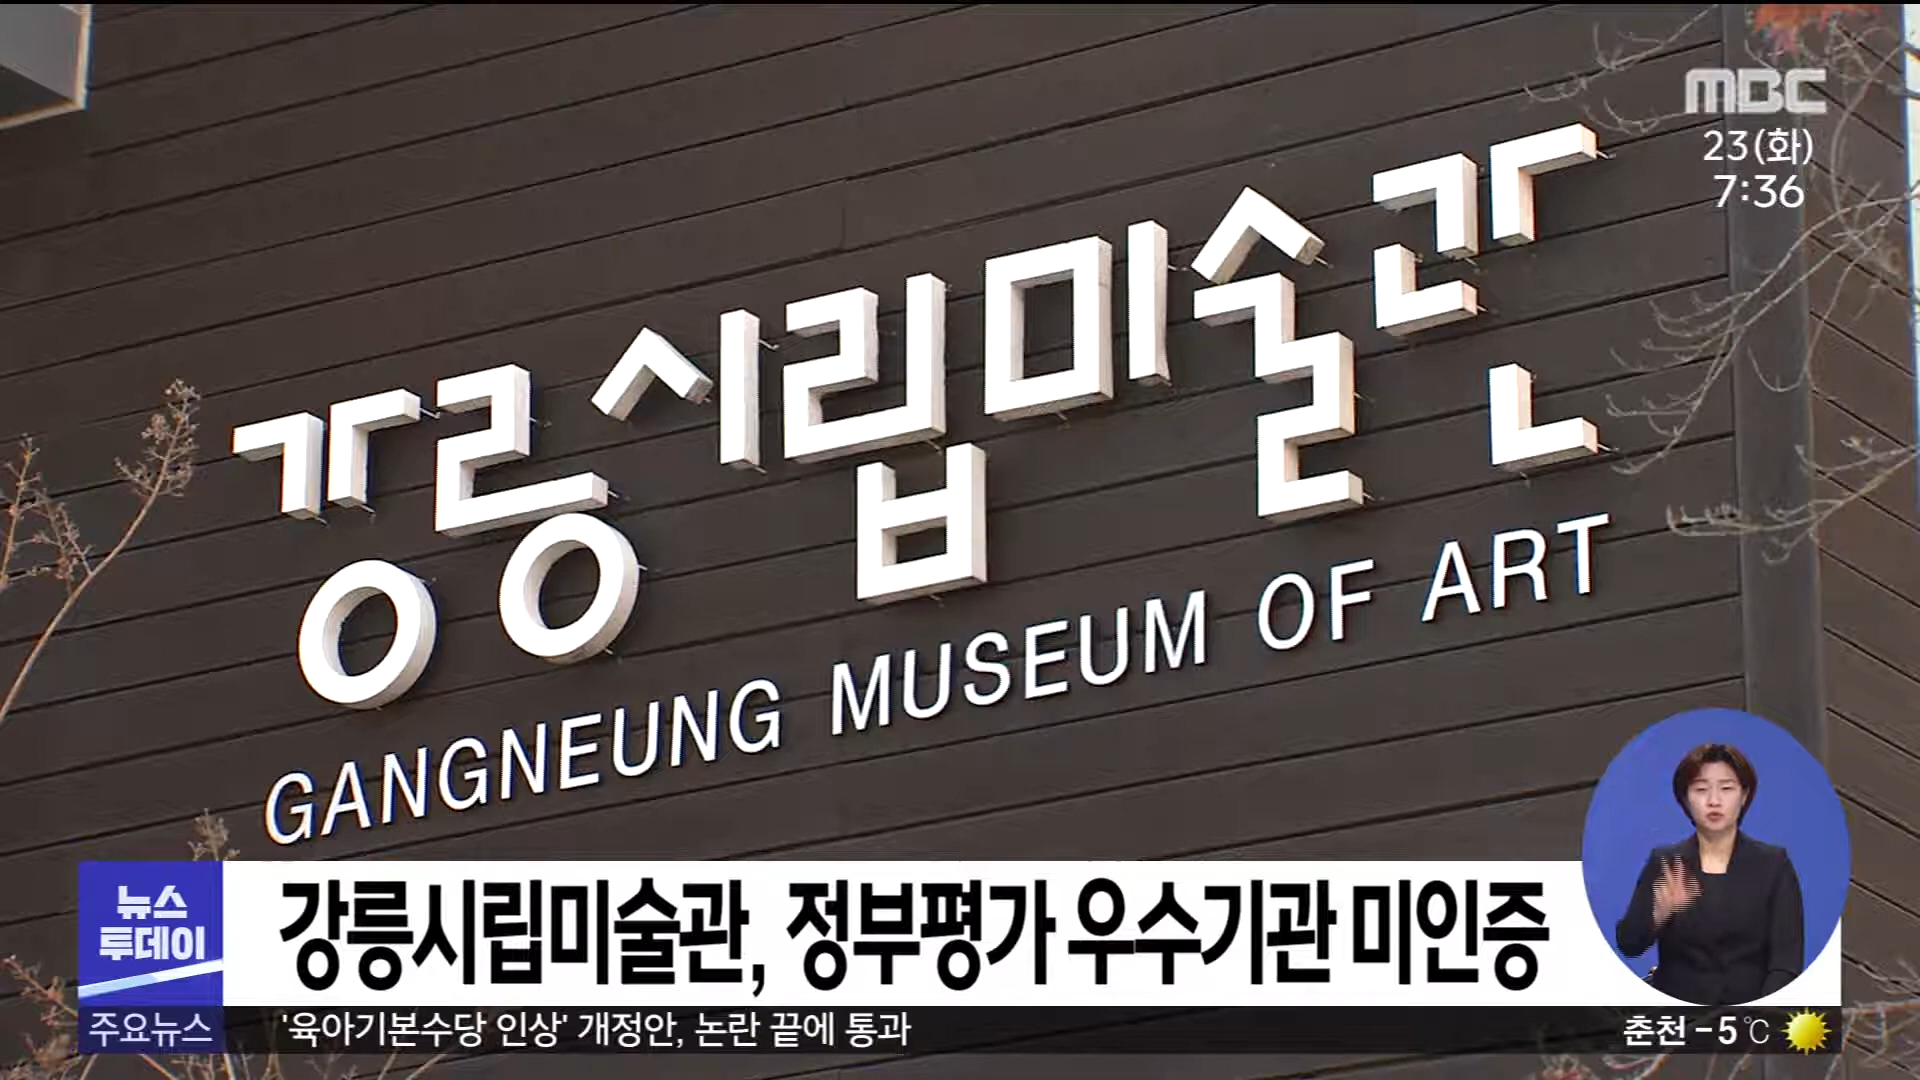 MBC
23(화)
7:36
강릉시립미술관
GANGNEUNG MUSEUM OF ART
뉴스
투데이
강릉시립미술관, 정부평가 우수기관 미인증
주요뉴스
'육아기본수당 인상' 개정안, 논란 끝에 통과
춘천 -5℃